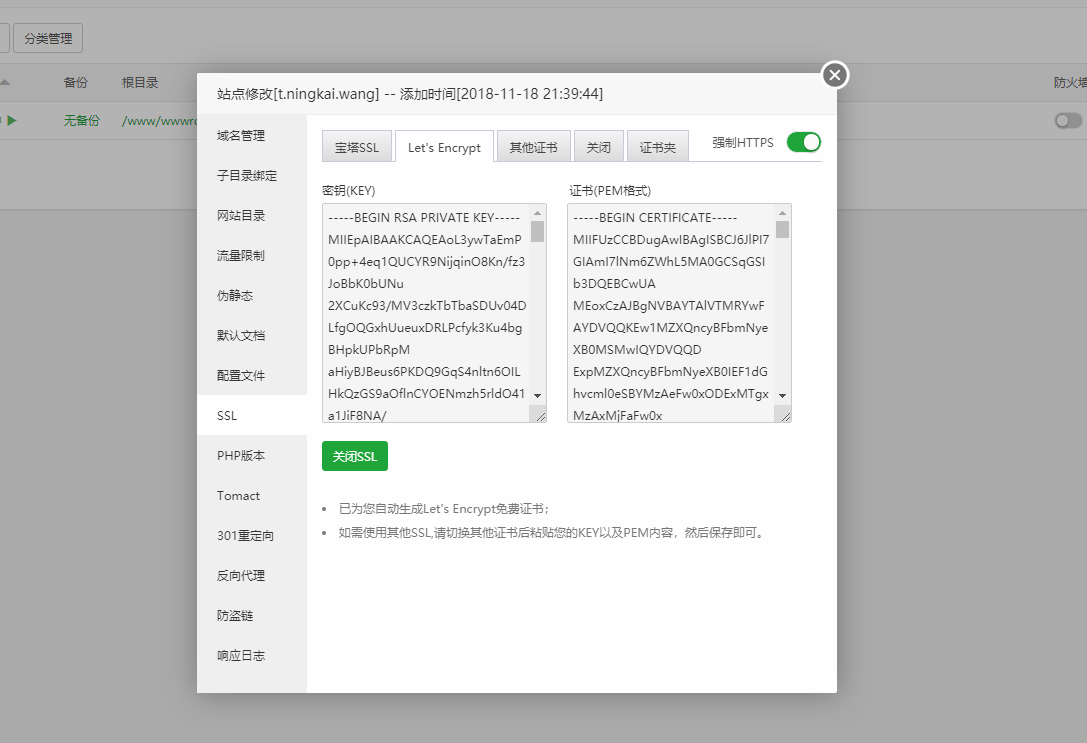 分类管理
备份
根目录
防火墙
无备份
/www/wwwro
站点修改[t.ningkai.wang] -- 添加时间[2018-11-18 21:39:44]
域名管理
子目录绑定
网站目录
流量限制
伪静态
默认文档
配置文件
SSL
PHP版本
Tomact
301重定向
反向代理
防盗链
响应日志
宝塔SSL
Let's Encrypt
其他证书
关闭
证书夹
强制HTTPS
密钥(KEY)
-----BEGIN RSA PRIVATE KEY-----
MIIEpAIBAAKCAQEAoL3ywTaEmP
0pp+4eq1QUCYR9NijqinO8Kn/fz3
JoBbK0bUNu
2XCuKc93/MV3czkTbTbaSDUv04D
LfgOQGxhUueuxDRLPcfyk3Ku4bg
BHpkUPbRpM
aHiyBJBeus6PKDQ9GqS4nltn6OIL
HkQzGS9aOflnCYOENmzh5rldO41
a1JiF8NA/
证书(PEM格式)
-----BEGIN CERTIFICATE-----
MIIFUzCCBDugAwIBAgISBCJ6JlPI7
GIAmI7lNm6ZWhL5MA0GCSqGSI
b3DQEBCwUA
MEoxCzAJBgNVBAYTAlVTMRYwF
AYDVQQKEw1MZXQncyBFbmNye
XB0MSMwIQYDVQQD
ExpMZXQncyBFbmNyeXB0IEF1dG
hvcml0eSBYMzAeFw0xODExMTgx
MzAxMjFaFw0x
关闭SSL
已为您自动生成Let's Encrypt免费证书；
如需使用其他SSL,请切换其他证书后粘贴您的KEY以及PEM内容，然后保存即可。